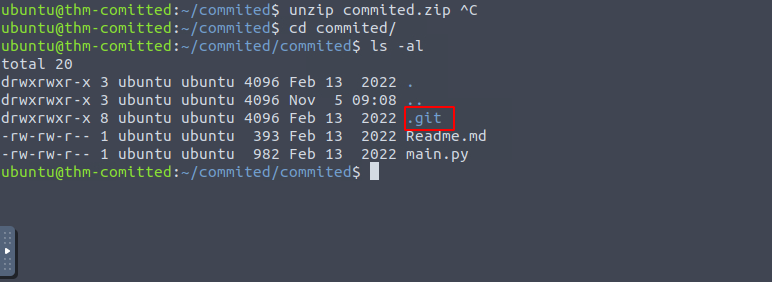 ubuntu@thm-comitted:~/commited$ unzip commited.zip ^C
ubuntu@thm-comitted:~/commited$ cd commited/
ubuntu@thm-comitted:~/commited/commited$ ls -al
total 20
drwxrwxr-x 3 ubuntu ubuntu 4096 Feb 13  2022 .
drwxrwxr-x 3 ubuntu ubuntu 4096 Nov  5 09:08 ..
drwxrwxr-x 8 ubuntu ubuntu 4096 Feb 13  2022 .git
-rw-rw-r-- 1 ubuntu ubuntu  393 Feb 13  2022 Readme.md
-rw-rw-r-- 1 ubuntu ubuntu  982 Feb 13  2022 main.py
ubuntu@thm-comitted:~/commited/commited$